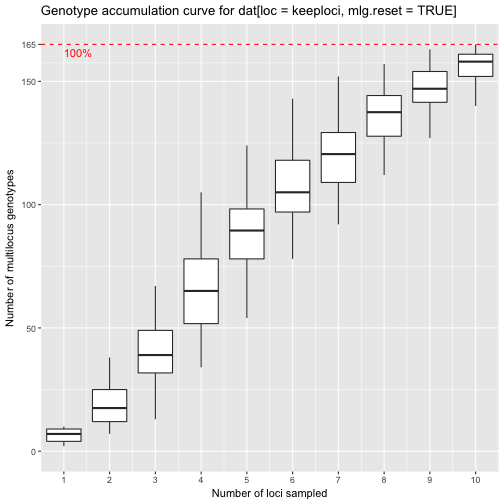 Genotype accumulation curve for dat[loc = keeploci, mlg.reset = TRUE]
165
100%
150
100
50
0
Number of multilocus genotypes
1 2 3 4 5 6 7 8 9 10
Number of loci sampled